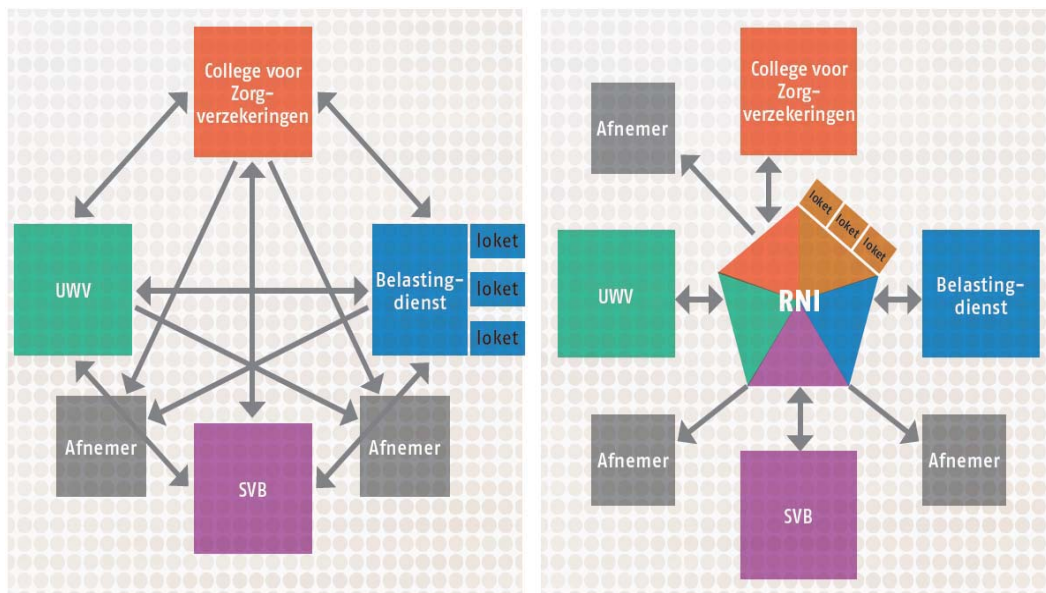 College voor
Zorg-
verzekeringen
UWV
Belasting-
dienst
loket
loket
loket
Afnemer
Afnemer
SVB
College voor
Zorg-
verzekeringen
Afnemer
loket
loket
loket
UWV
RNI
Belasting-
dienst
Afnemer
Afnemer
SVB